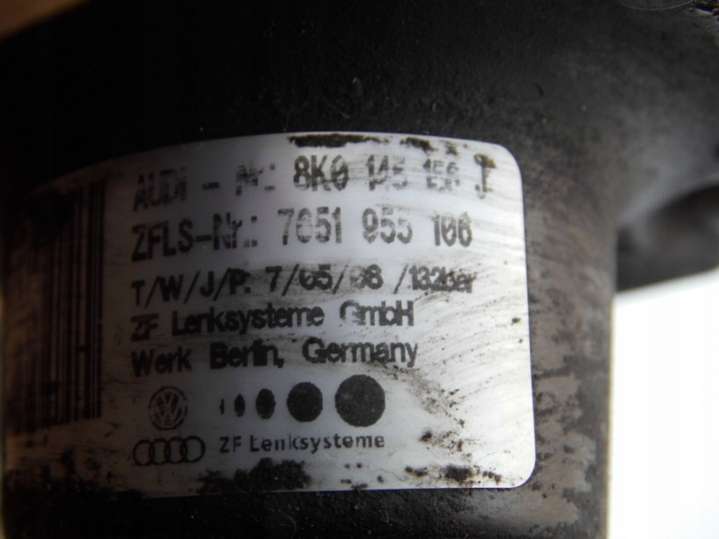 AUDI - Nr.: 8K0 145 156 J
ZFLS-Nr.: 7651 955 106
T/W/J/P: 7/05/08 /132bar
ZF Lenksysteme GmbH
Werk Berlin, Germany
ZF Lenksysteme